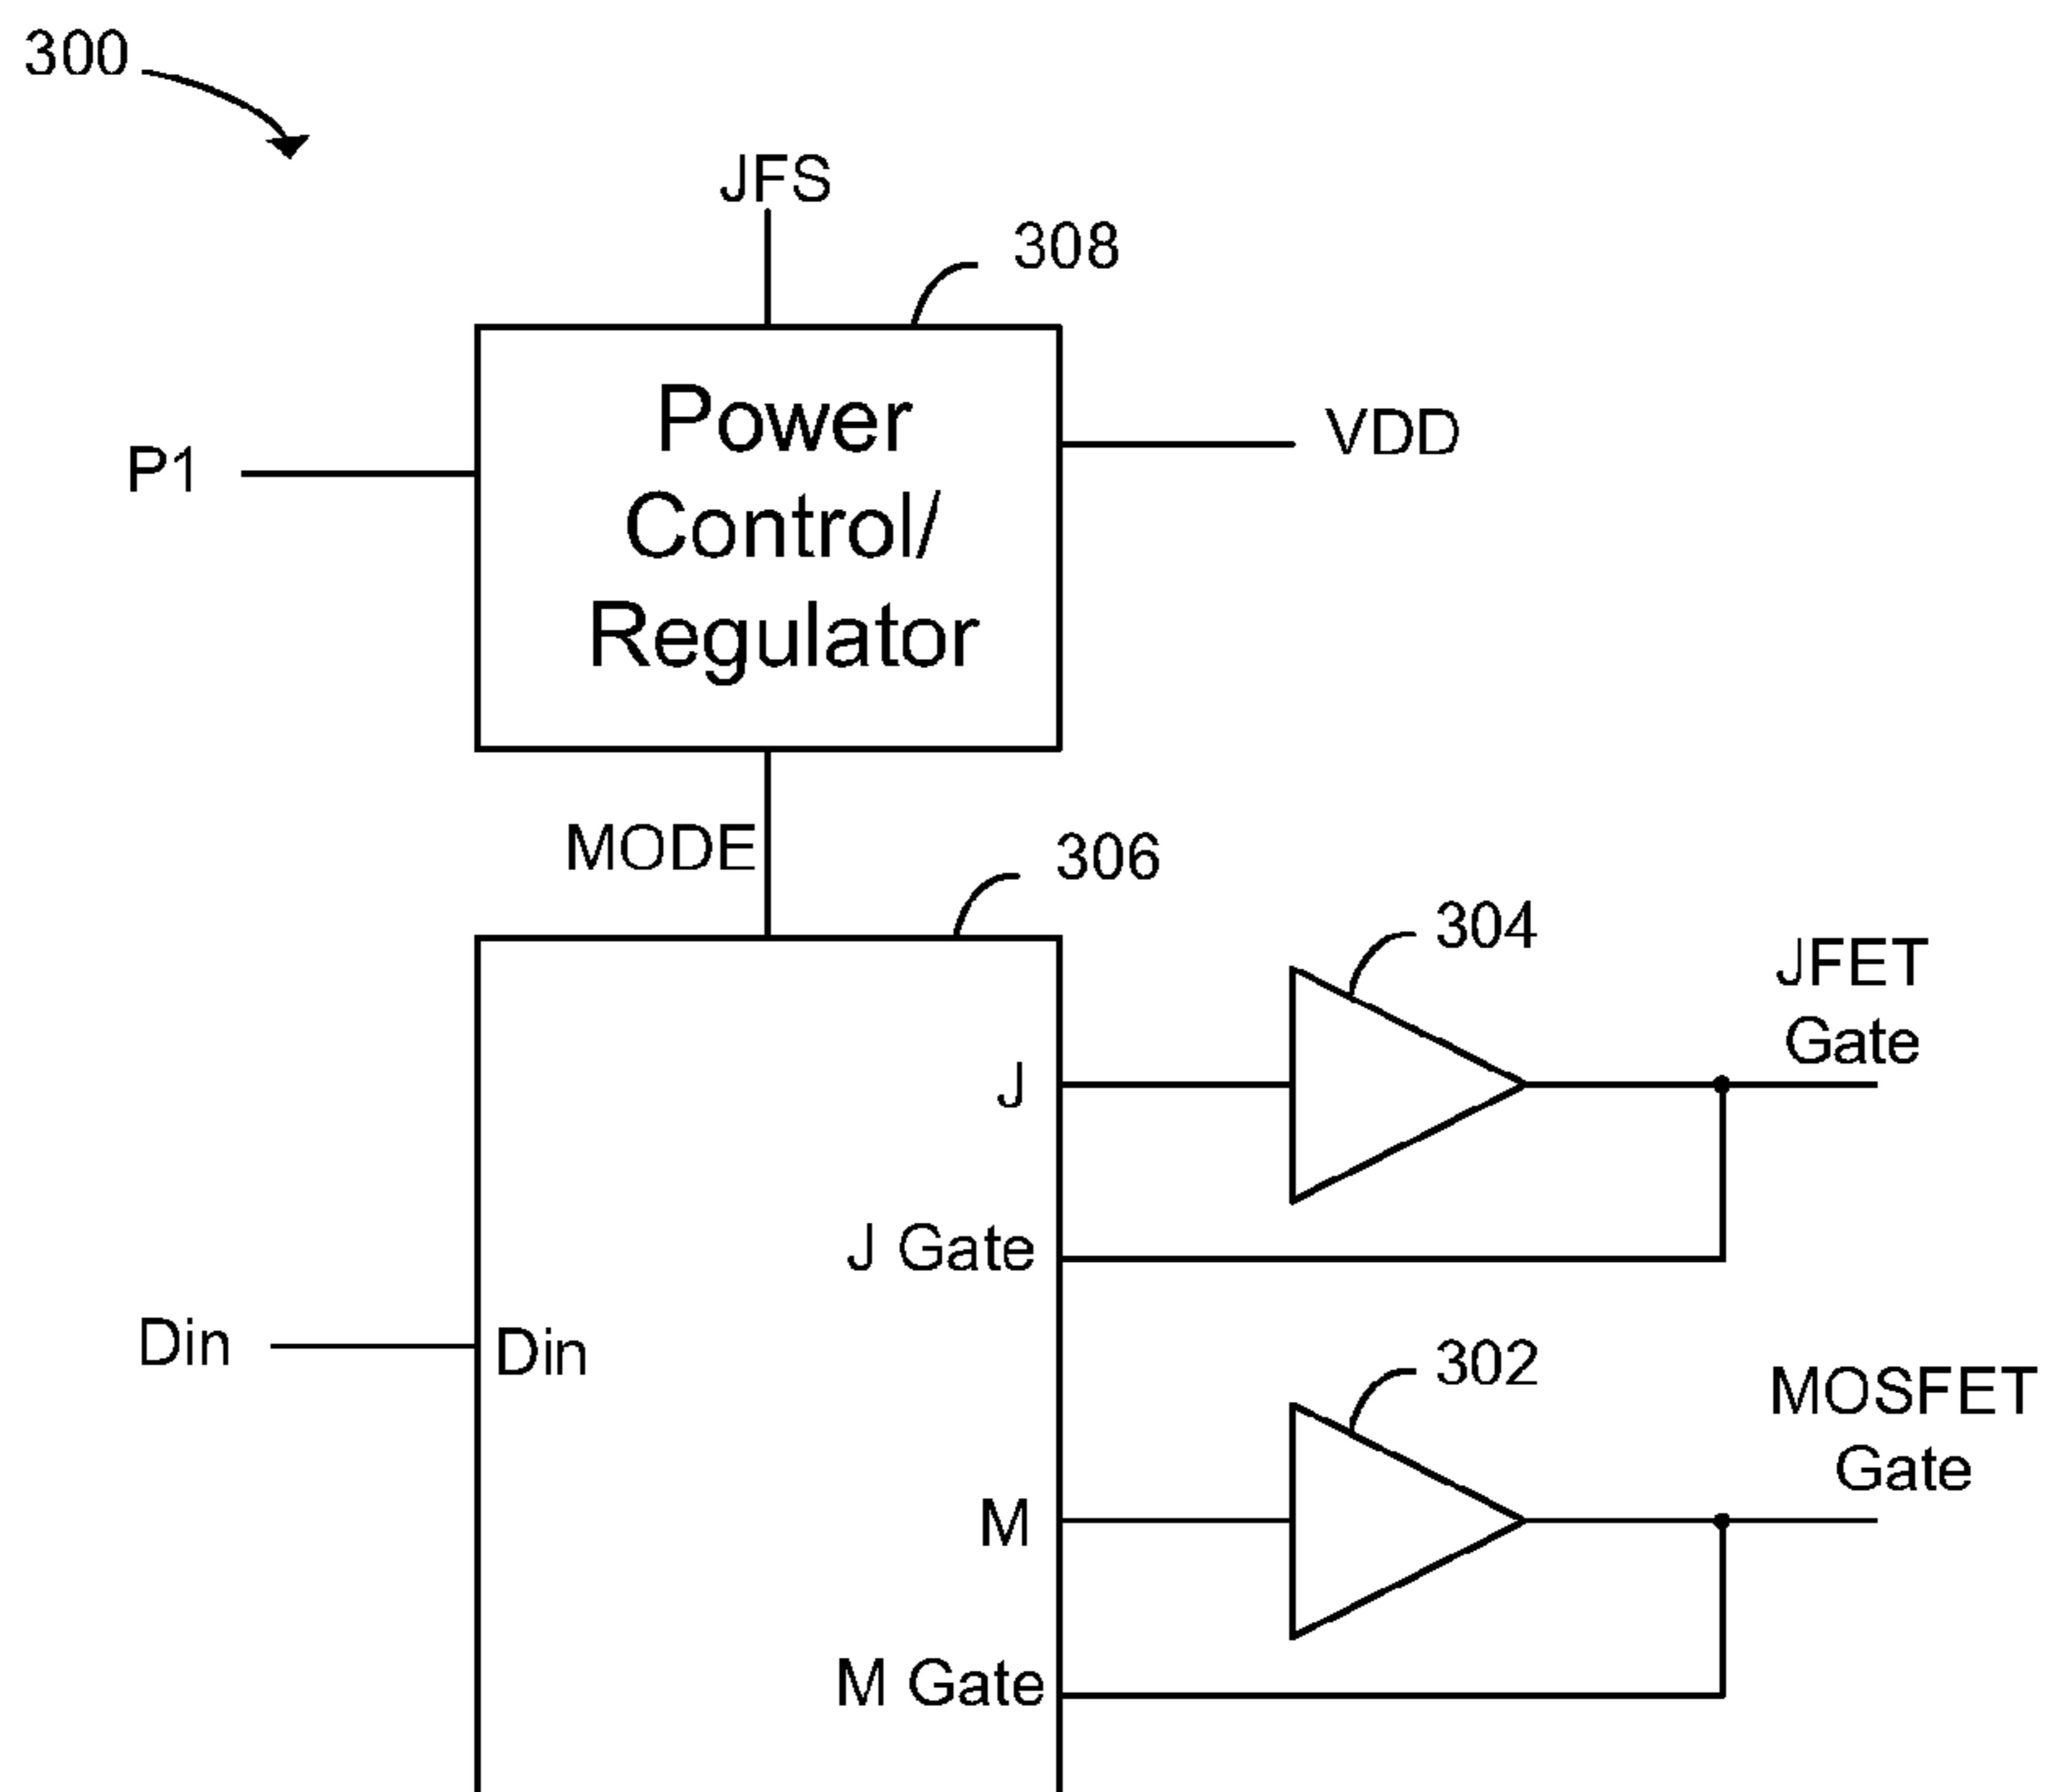 300
JFS
308
Power
Control/
Regulator
P1
VDD
MODE
306
304
JFET
Gate
J
J Gate
Din
Din
302
MOSFET
Gate
M
M Gate